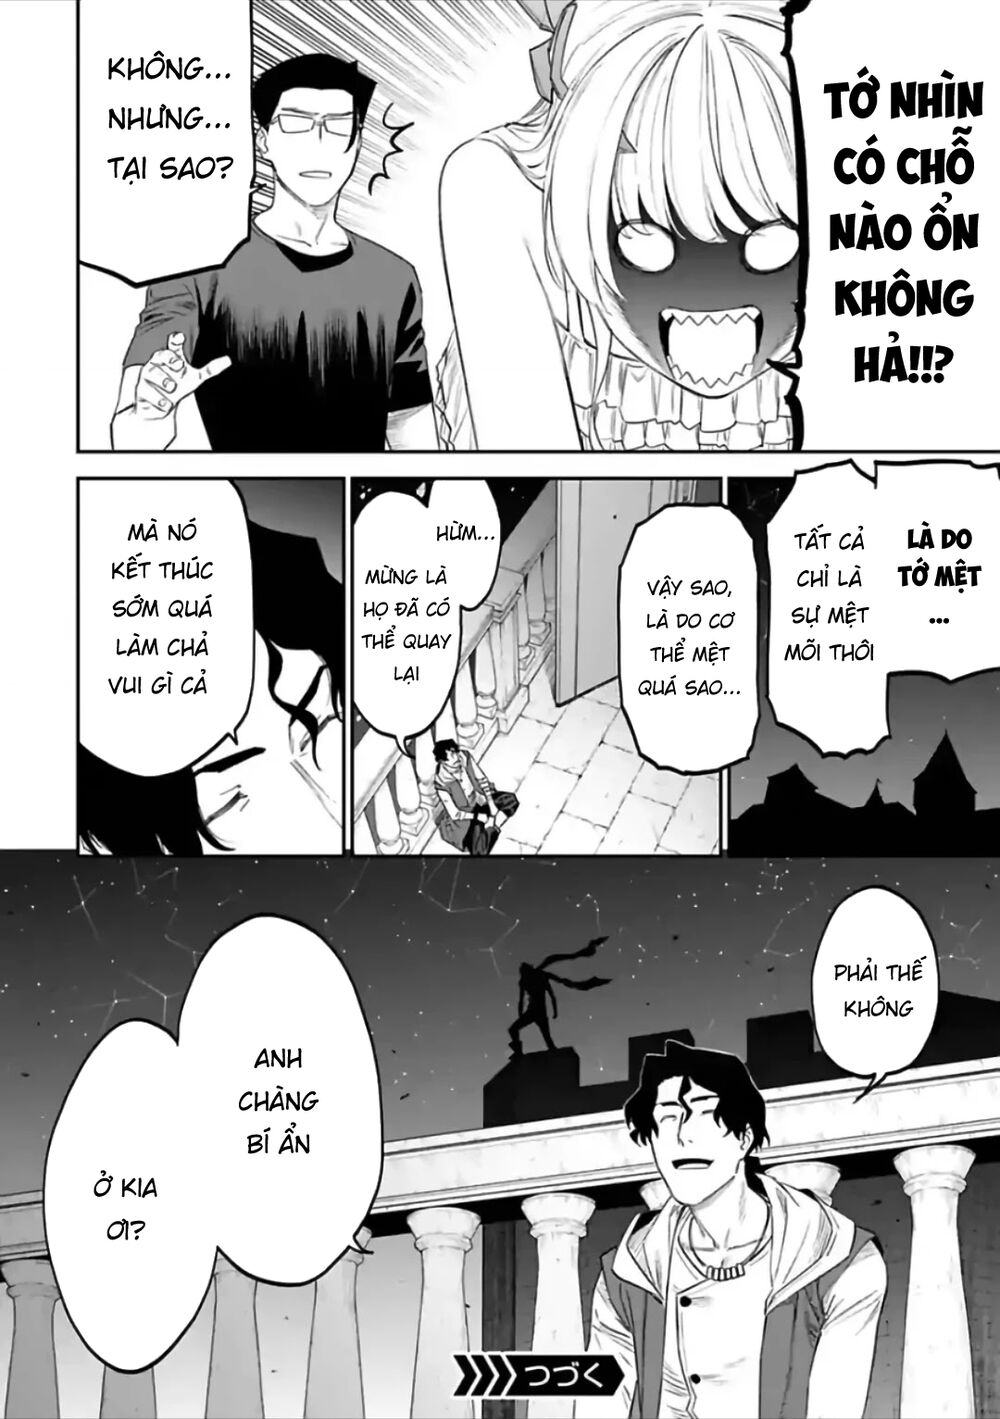 TỚ NHÌN
CÓ CHỖ
NÀO ỔN
KHÔNG
HẢ!!!?
KHÔNG...
NHƯNG...
TẠI SAO?
LÀ DO
TỚ MỆT
...
TẤT CẢ
CHỈ LÀ
SỰ MỆT
MÕI THÔI
VẬY SAO,
LÀ DO CƠ
THỂ MỆT
QUÁ SAO...
HỪM...
MỪNG LÀ
HỌ ĐÃ CÓ
THỂ QUAY
LẠI
MÀ NÓ
KẾT THÚC
SỚM QUÁ
LÀM CHẢ
VUI GÌ CẢ
PHẢI THẾ
KHÔNG
ANH
CHÀNG
BÍ ẨN
Ở KIA
ƠI?
つづく